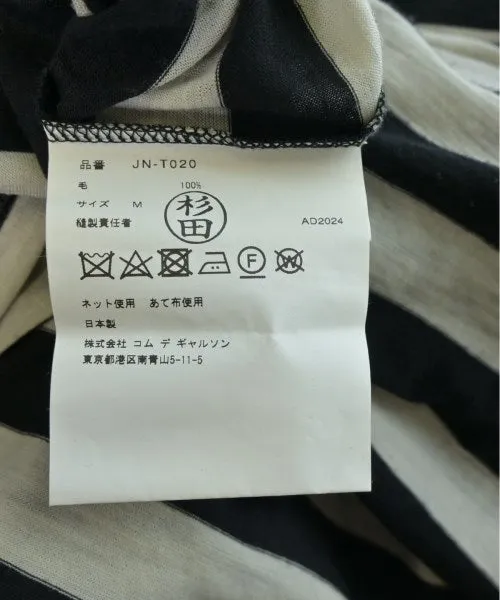 品番 JN-T020
毛 100%
サイズ M
縫製責任者 杉田 AD2024
F W
ネット使用 あて布使用
日本製
株式会社 コム デ ギャルソン
東京都港区南青山5-11-5